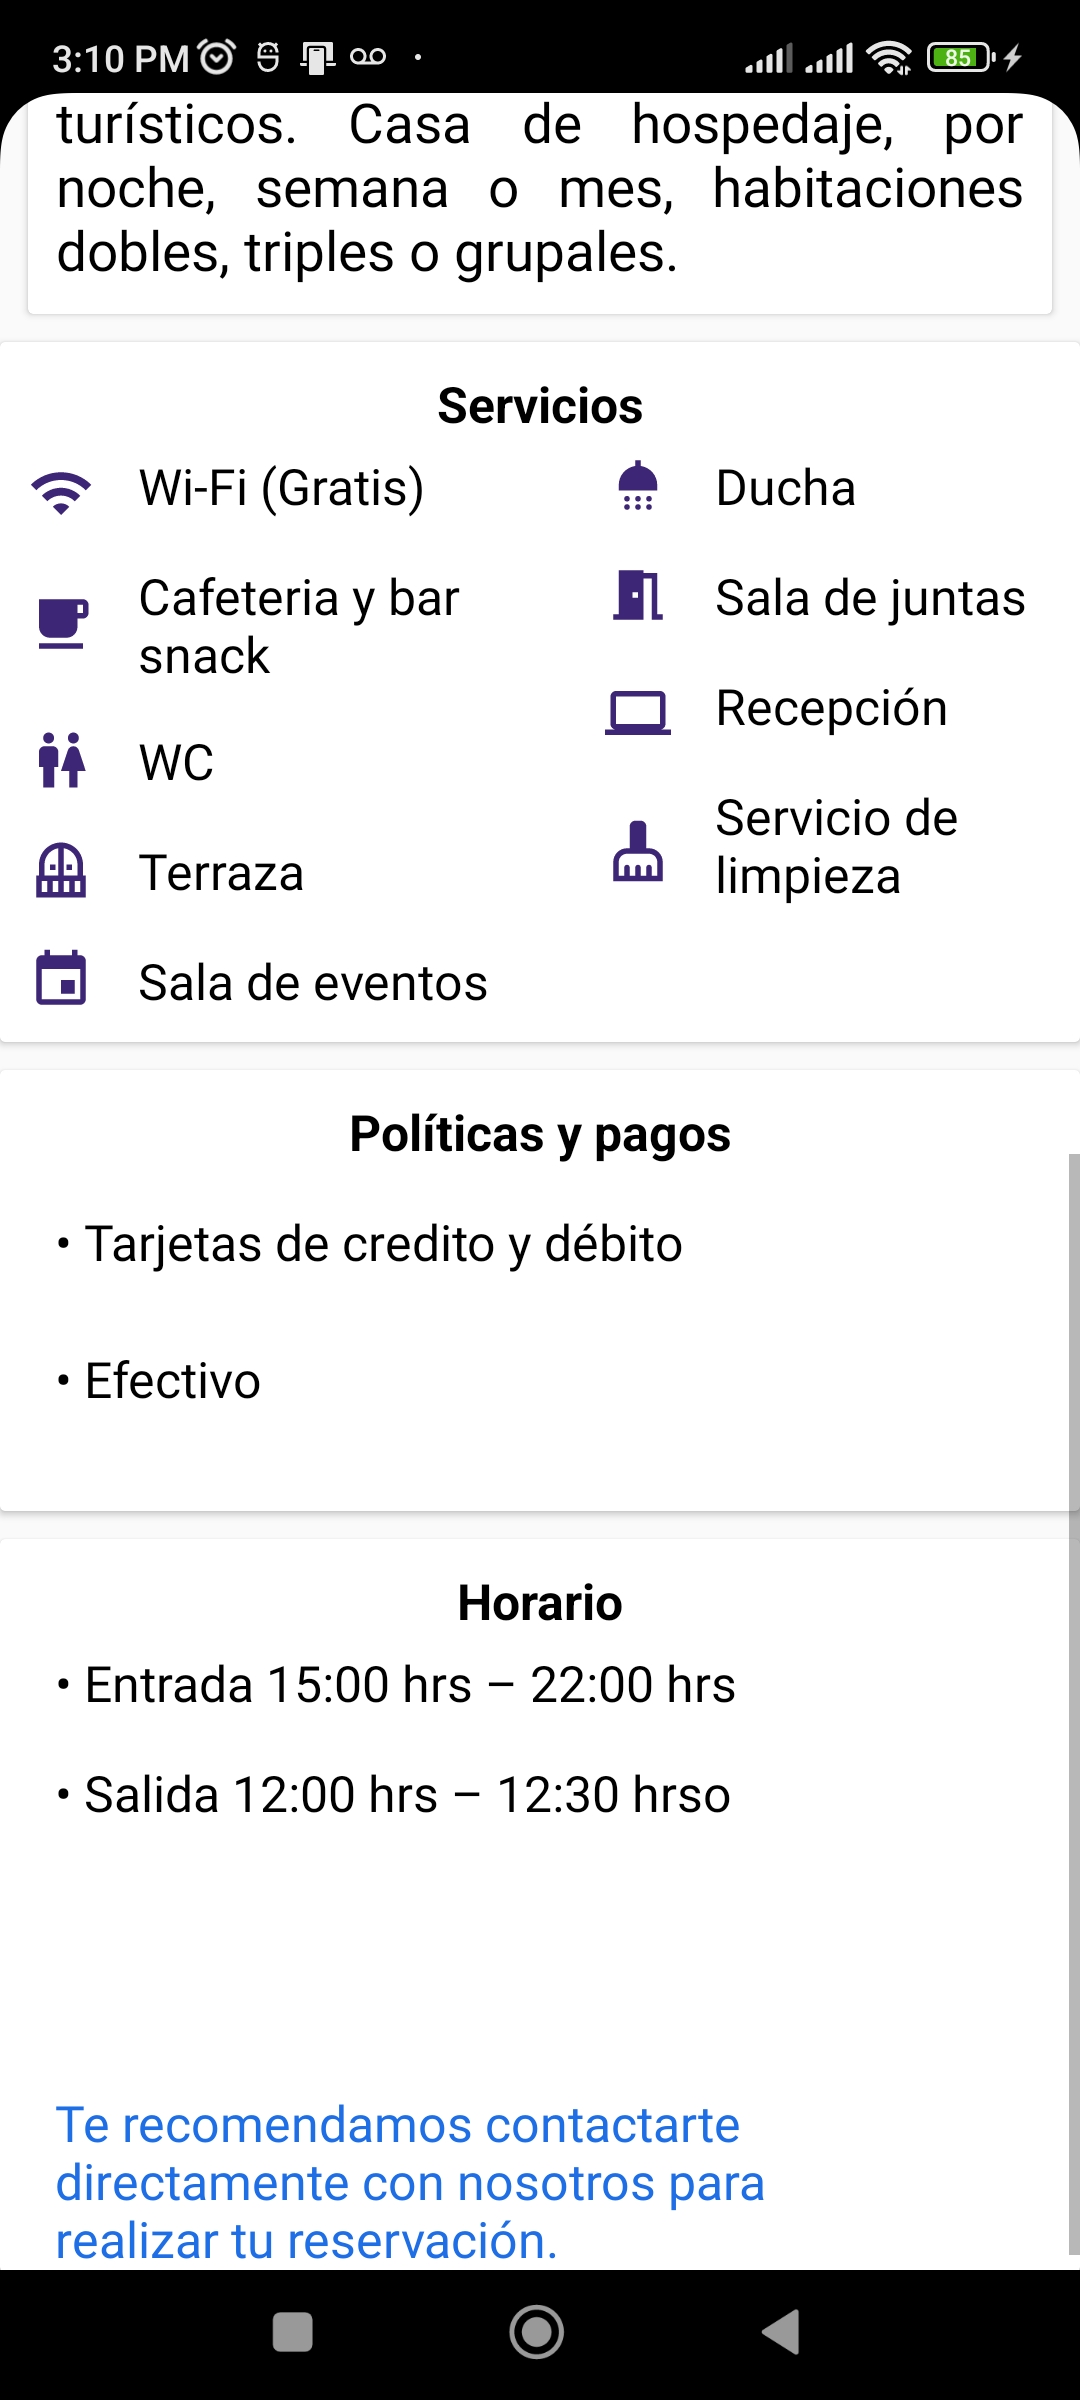 3:10 PM
85
turísticos. Casa de hospedaje, por
noche, semana o mes, habitaciones
dobles, triples o grupales.
Servicios
Wi-Fi (Gratis)
Cafeteria y bar
snack
WC
Terraza
Sala de eventos
Ducha
Sala de juntas
Recepción
Servicio de
limpieza
Políticas y pagos
• Tarjetas de credito y débito
• Efectivo
Horario
• Entrada 15:00 hrs – 22:00 hrs
• Salida 12:00 hrs – 12:30 hrso
Te recomendamos contactarte
directamente con nosotros para
realizar tu reservación.